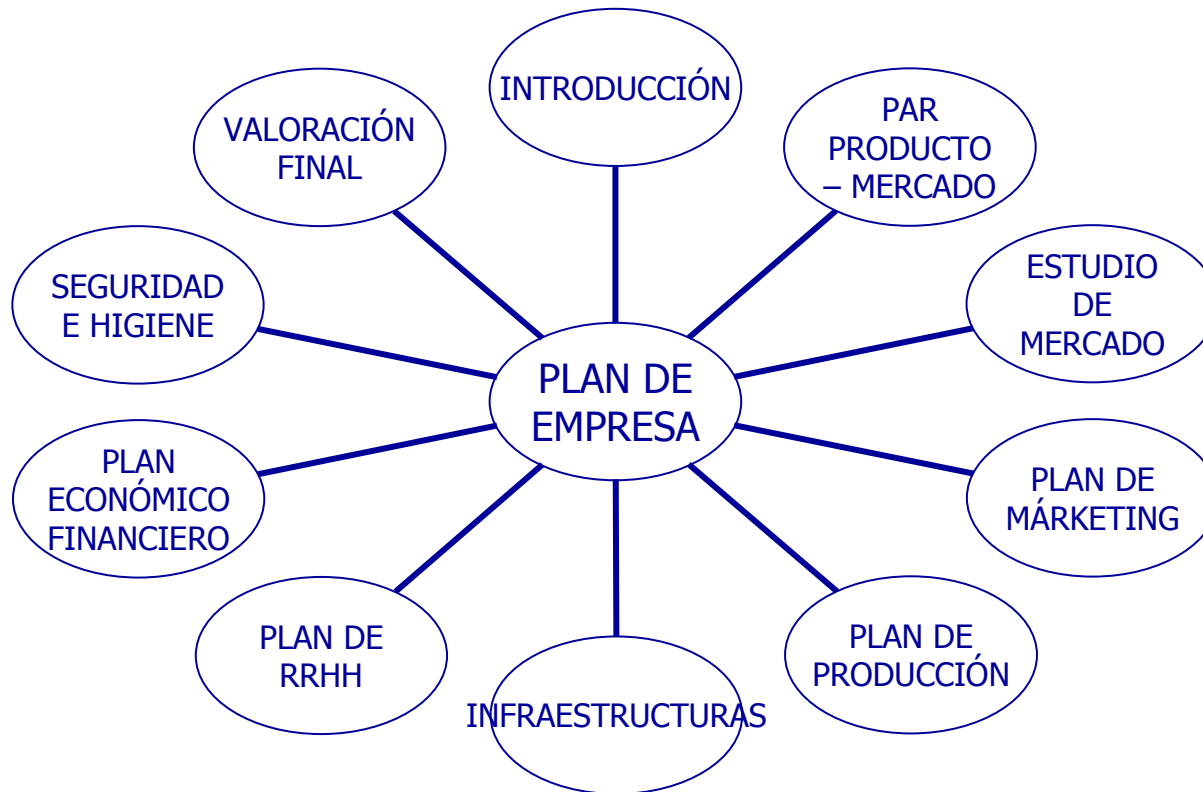 INTRODUCCIÓN
PAR
PRODUCTO
– MERCADO
ESTUDIO
DE
MERCADO
PLAN DE
MÁRKETING
PLAN DE
PRODUCCIÓN
INFRAESTRUCTURAS
PLAN DE
RRHH
PLAN
ECONÓMICO
FINANCIERO
SEGURIDAD
E HIGIENE
VALORACIÓN
FINAL
PLAN DE
EMPRESA